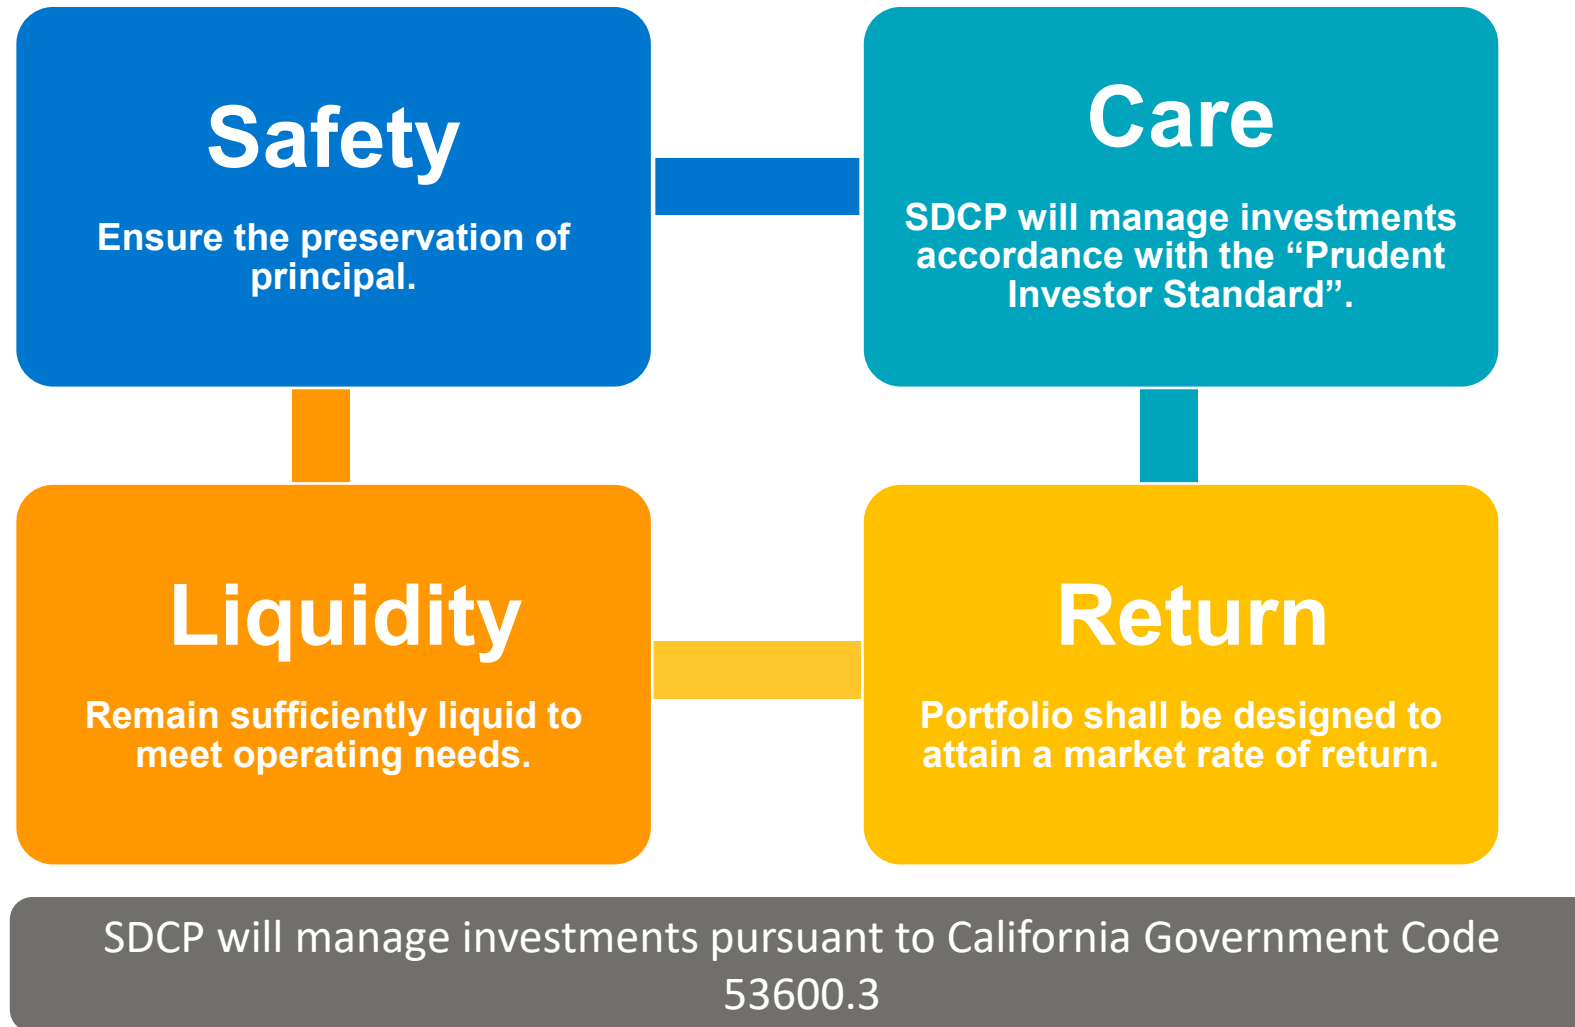 Safety
Ensure the preservation of
principal.
Care
SDCP will manage investments
accordance with the “Prudent
Investor Standard”.
Liquidity
Remain sufficiently liquid to
meet operating needs.
Return
Portfolio shall be designed to
attain a market rate of return.
SDCP will manage investments pursuant to California Government Code
53600.3